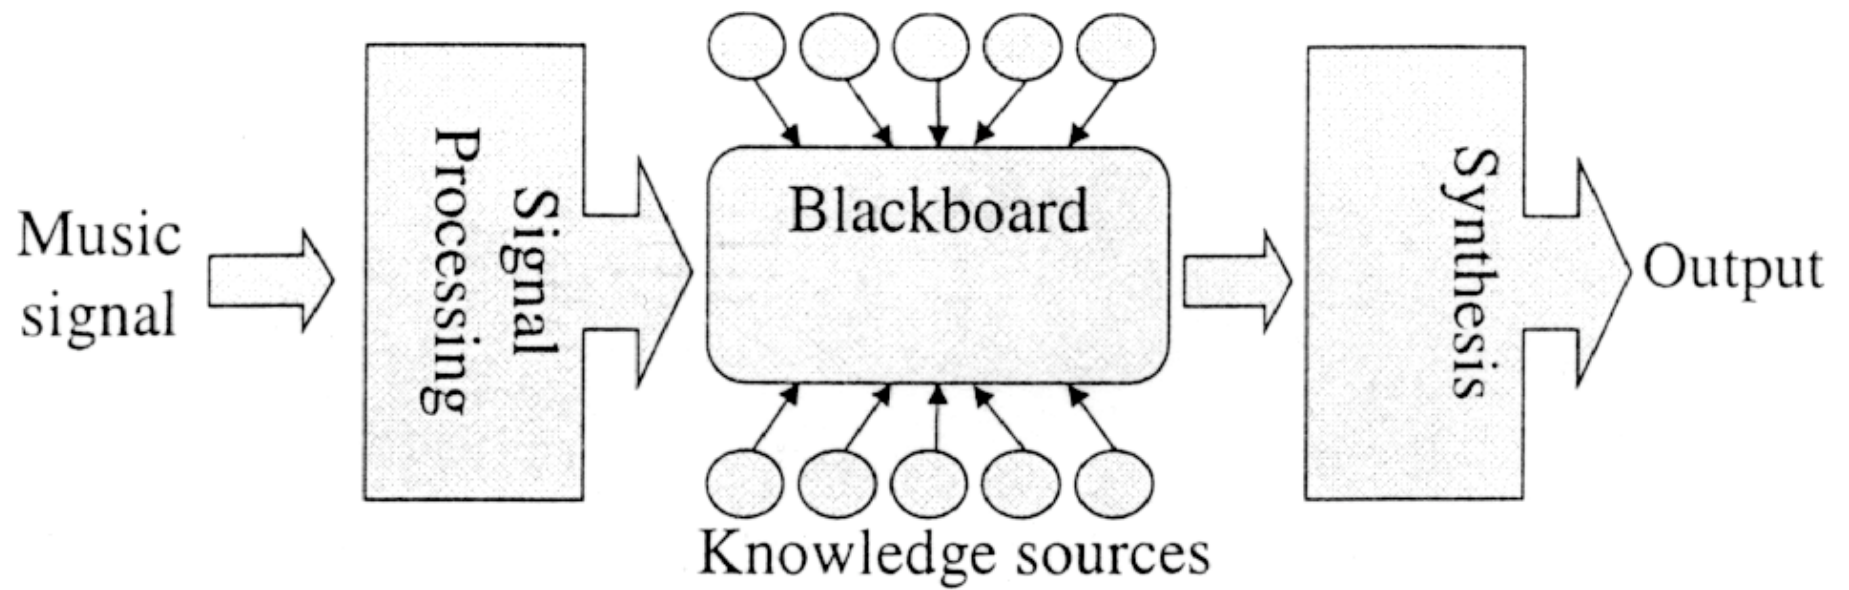 Music
signal
Signal
Processing
Blackboard
Knowledge sources
Synthesis
Output